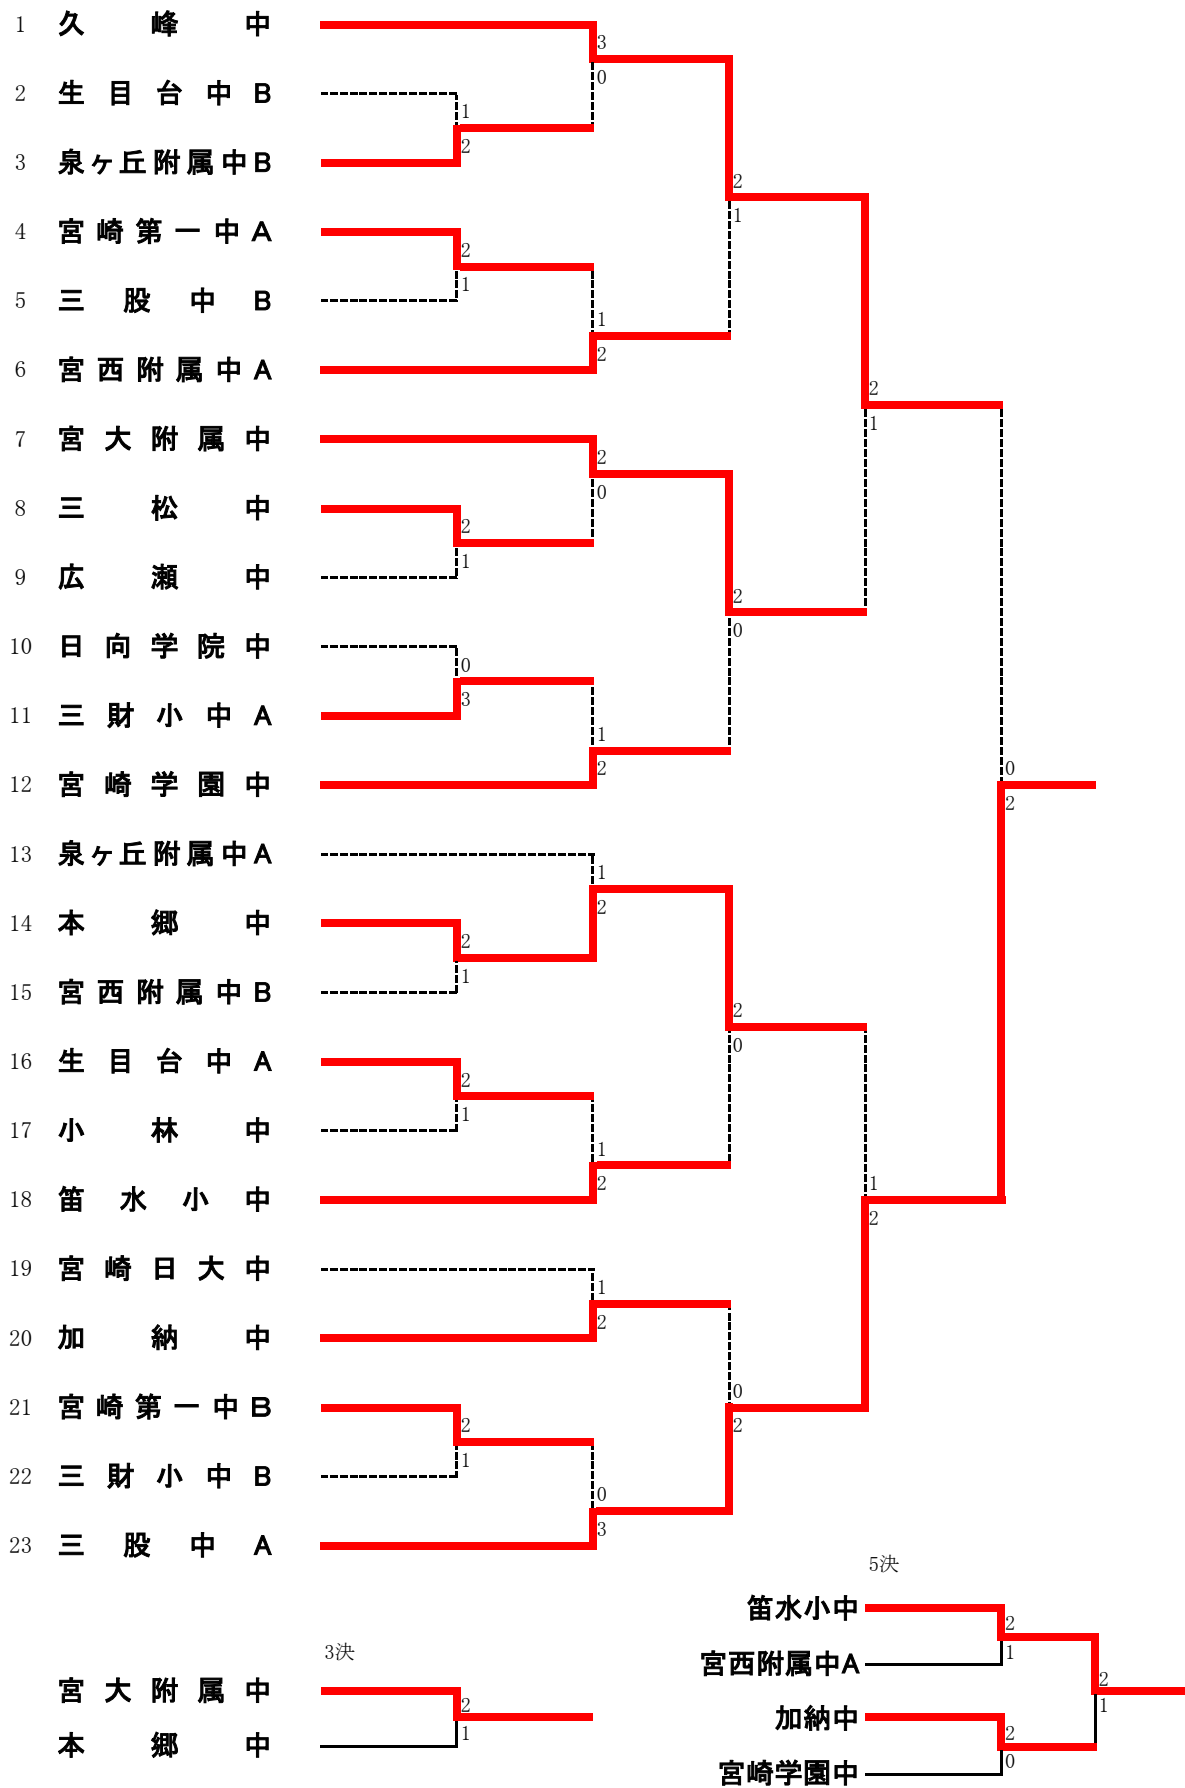 1 久峰中
3
0
2 生目台中B
1
2
3 泉ヶ丘附属中B
2
1
4 宮崎第一中A
2
1
5 三股中B
1
2
6 宮西附属中A
2
1
7 宮大附属中
2
0
8 三松中
2
1
9 広瀬中
2
0
10 日向学院中
0
3
11 三財小中A
1
2
12 宮崎学園中
0
2
13 泉ヶ丘附属中A
1
2
14 本郷中
2
1
15 宮西附属中B
2
0
16 生目台中A
2
1
17 小林中
1
2
18 笛水小中
1
2
19 宮崎日大中
1
2
20 加納中
0
2
21 宮崎第一中B
2
1
22 三財小中B
0
3
23 三股中A
3決
宮大附属中
2
1
本郷中
5決
笛水小中
2
1
宮西附属中A
2
1
加納中
2
0
宮崎学園中